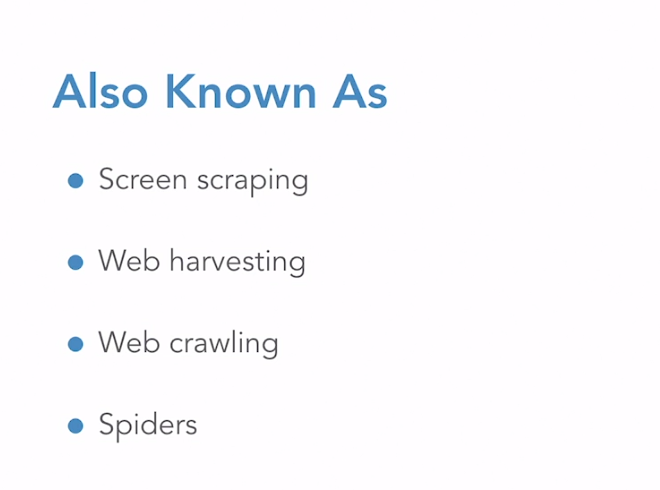 Also Known As
Screen scraping
Web harvesting
Web crawling
Spiders